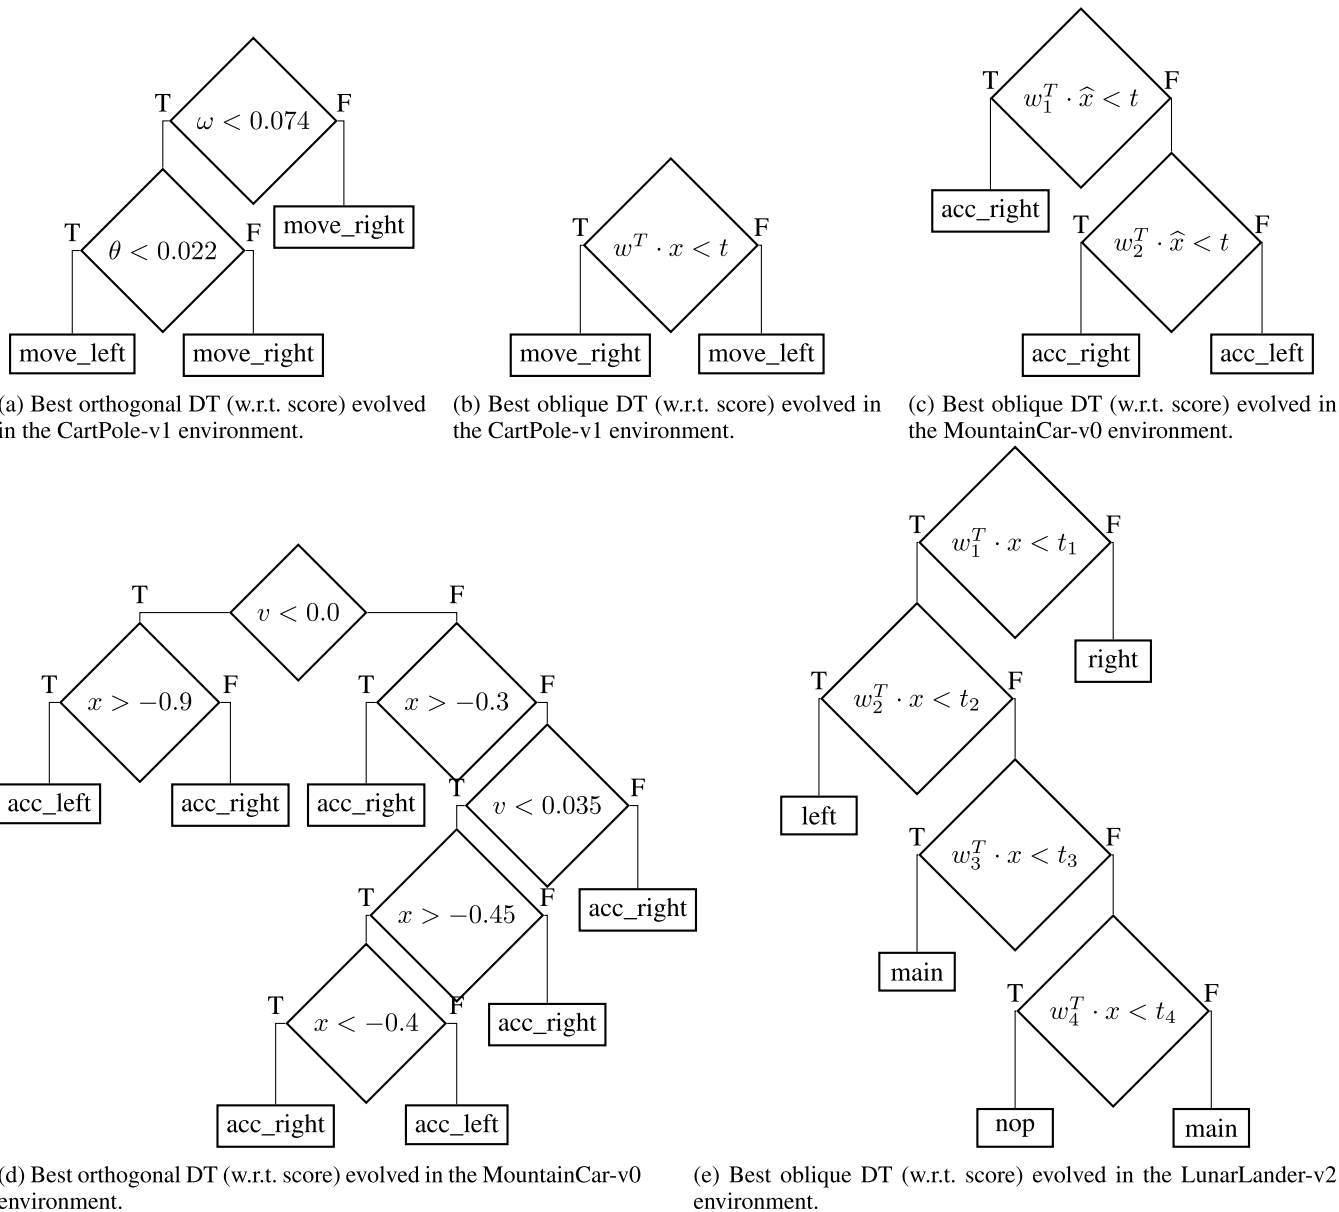 T
ω < 0.074
F
T
θ < 0.022
F
move_right
move_left
move_right
(a) Best orthogonal DT (w.r.t. score) evolved
in the CartPole-v1 environment.
T
w^T · x < t
F
move_right
move_left
(b) Best oblique DT (w.r.t. score) evolved in
the CartPole-v1 environment.
T
w_1^T · x̂ < t
F
acc_right
T
w_2^T · x̂ < t
F
acc_right
acc_left
(c) Best oblique DT (w.r.t. score) evolved in
the MountainCar-v0 environment.
T
v < 0.0
F
T
x > −0.9
F
T
x > −0.3
F
acc_left
acc_right
acc_right
T
v < 0.035
F
T
x > −0.45
F
acc_right
T
x < −0.4
F
acc_right
acc_right
acc_left
(d) Best orthogonal DT (w.r.t. score) evolved in the MountainCar-v0
environment.
T
w_1^T · x < t_1
F
right
T
w_2^T · x < t_2
F
left
T
w_3^T · x < t_3
F
main
T
w_4^T · x < t_4
F
nop
main
(e) Best oblique DT (w.r.t. score) evolved in the LunarLander-v2
environment.